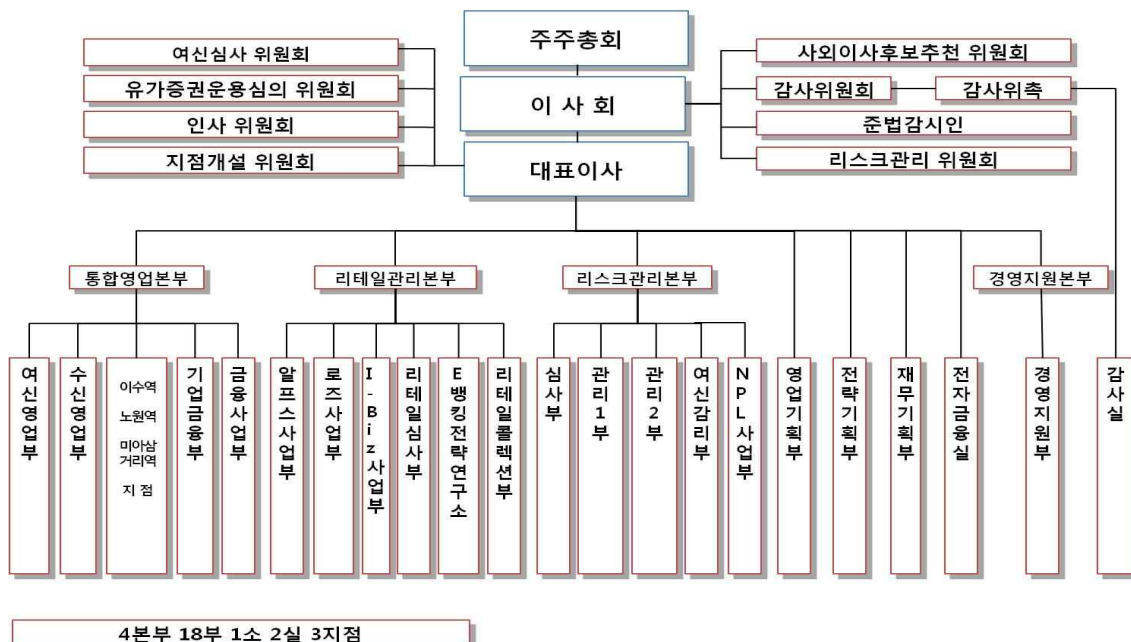 주주총회
여신심사 위원회
사외이사후보추천 위원회
유가증권운용심의 위원회
이 사 회
감사위원회
감사위촉
인사 위원회
준법감시인
지점개설 위원회
대표이사
리스크관리 위원회
통합영업본부
리테일관리본부
리스크관리본부
경영지원본부
여신영업부
수신영업부
이수역
노원역
미아삼
거리역
지 점
기업금융부
금융사업부
알프스사업부
로즈사업부
I-Biz사업부
리테일심사부
E뱅킹전략연구소
리테일콜렉션부
심사부
관리1부
관리2부
여신감리부
NPL사업부
영업기획부
전략기획부
재무기획부
전자금융실
경영지원부
감사실
4본부 18부 1소 2실 3지점